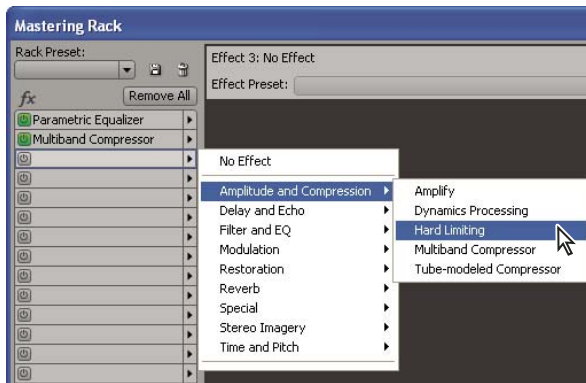 Mastering Rack
Rack Preset:
Effect 3: No Effect
Effect Preset:
fx
Remove All
Parametric Equalizer
Multiband Compressor
No Effect
Amplitude and Compression
Delay and Echo
Filter and EQ
Modulation
Restoration
Reverb
Special
Stereo Imagery
Time and Pitch
Amplify
Dynamics Processing
Hard Limiting
Multiband Compressor
Tube-modeled Compressor